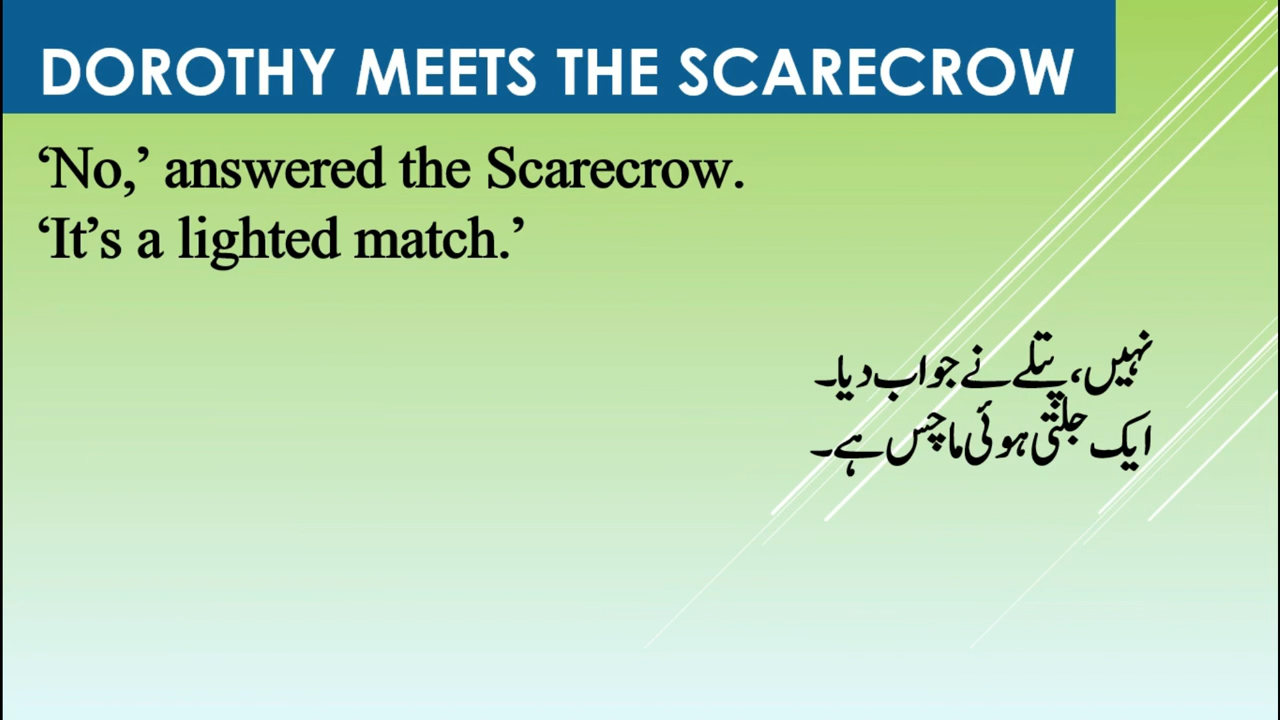 DOROTHY MEETS THE SCARECROW
‘No,’ answered the Scarecrow.
‘It’s a lighted match.’
نہیں، پتلے نے جواب دیا۔
ایک جلتی ہوئی ماچس ہے۔